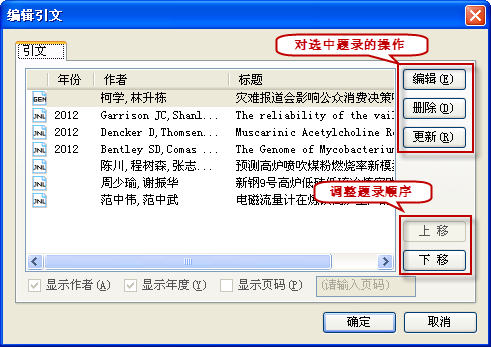 编辑引文
对选中题录的操作
引文
年份 作者 标题
编辑(E)
GEN 柯学,林升栋 灾难报道会影响公众消费决策
JNL 2012 Garrison JC,Shanl... The reliability of the vail
删除(D)
JNL 2012 Dencker D,Thomsen... Muscarinic Acetylcholine R
更新(R)
JNL 2012 Bentley SD,Comas ... The Genome of Mycobacterium
JNL 陈川,程树森,张志... 预测高炉喷吹煤粉燃烧率新模
JNL 周少瑜,谢振华 新钢9号高炉低硅
JNL 范中伟,范中武 电磁流量计在炼
调整题录顺序
上 移
下 移
显示作者(A) 显示年度(Y) 显示页码(P) (请输入页码)
确定 取消